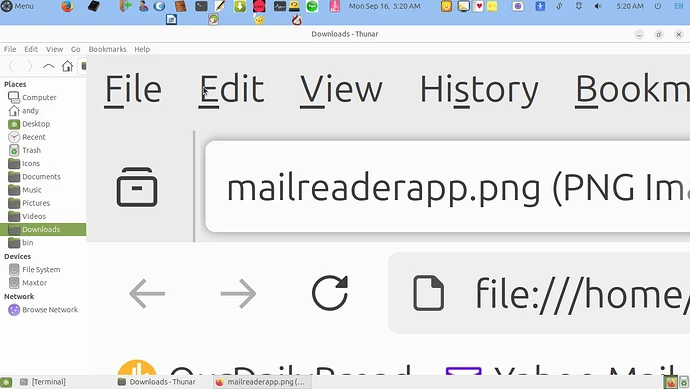 Menu
Mon Sep 16, 5:20 AM
5:20 AM
EN
Downloads - Thunar
File Edit View Go Bookmarks Help
Places
Computer
andy
Desktop
Recent
Trash
Icons
Documents
Music
Pictures
Videos
Downloads
bin
Devices
File System
Maxtor
Network
Browse Network
File Edit View History Bookm
mailreaderapp.png (PNG Ima
file:///home/
OurDailyBread
Yahoo Mail
[Terminal]
Downloads - Thunar
mailreaderapp.png (...